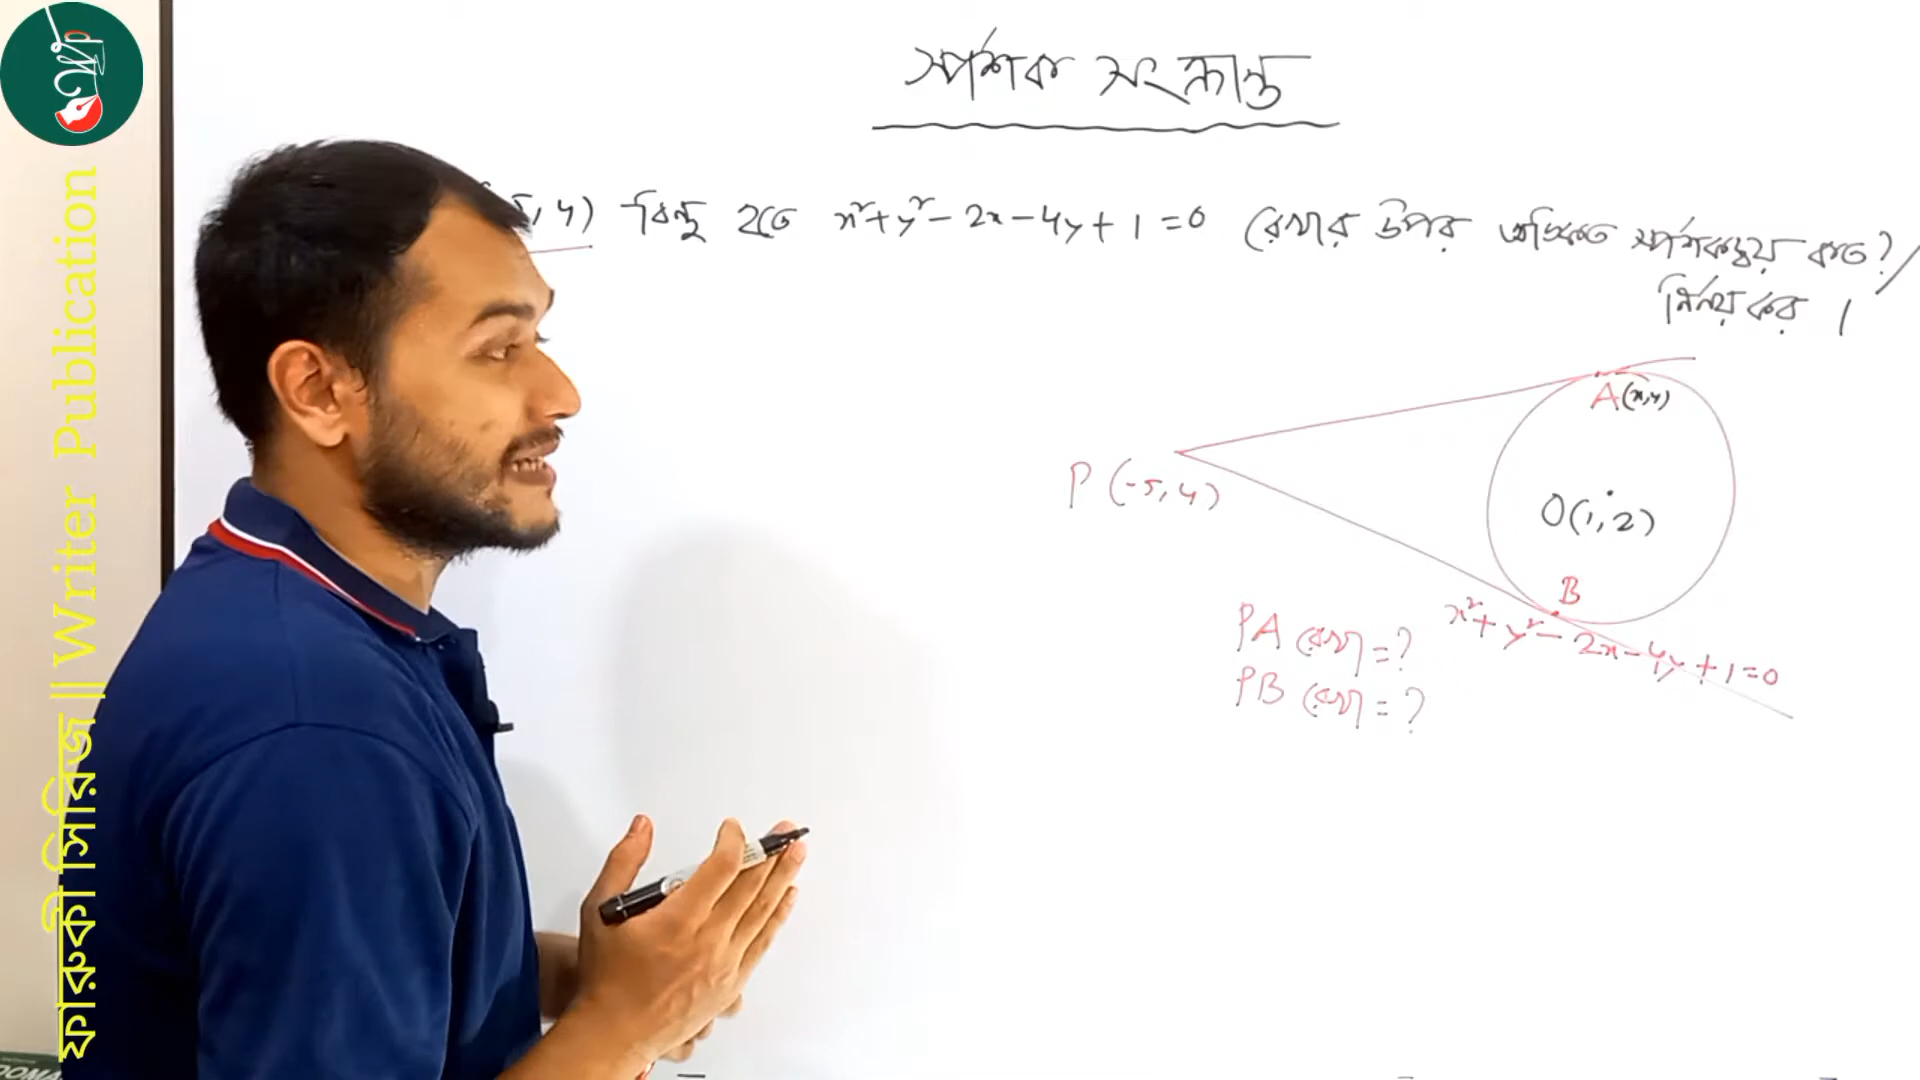 Wp
ফারুকী সিরিজ || Writer Publication
স্পর্শক সংক্রান্ত
5, 4) বিন্দু হতে x²+y²-2x-4y+1=0 রেখার উপর অঙ্কিত স্পর্শকদ্বয় কত?/
নির্ণয় কর।
A(x,y)
P(-5,4)
O(1,2)
B
x²+y²-2x-4y+1=0
PA রেখা=?
PB রেখা=?